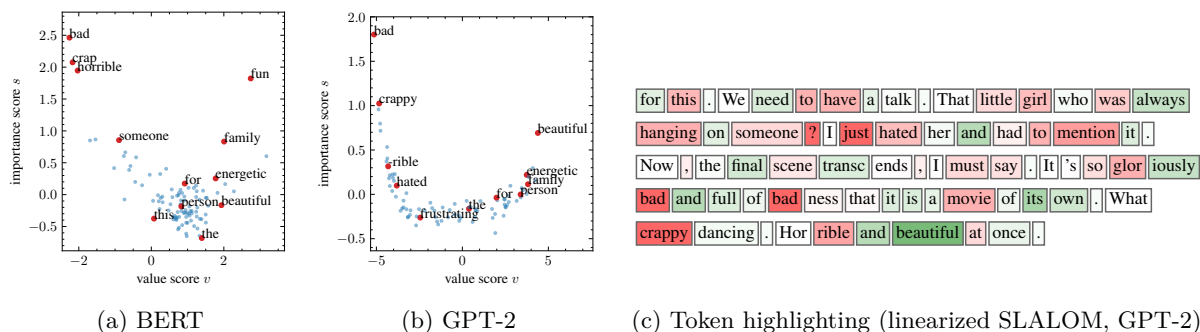 importance score s
2.5
2.0
1.5
1.0
0.5
0.0
−0.5
bad
crap
horrible
fun
someone
family
for
energetic
person
beautiful
this
the
−2
0
2
value score v
(a) BERT
importance score s
2.0
1.5
1.0
0.5
0.0
−0.5
bad
crappy
beautiful
-rible
energetic
hated
family
person
for
the
frustrating
−5
0
5
value score v
(b) GPT-2
for this . We need to have a talk . That little girl who was always
hanging on someone ? I just hated her and had to mention it .
Now , the final scene transc ends , I must say . It 's so glor iously
bad and full of bad ness that it is a movie of its own . What
crappy dancing . Hor rible and beautiful at once .
(c) Token highlighting (linearized SLALOM, GPT-2)